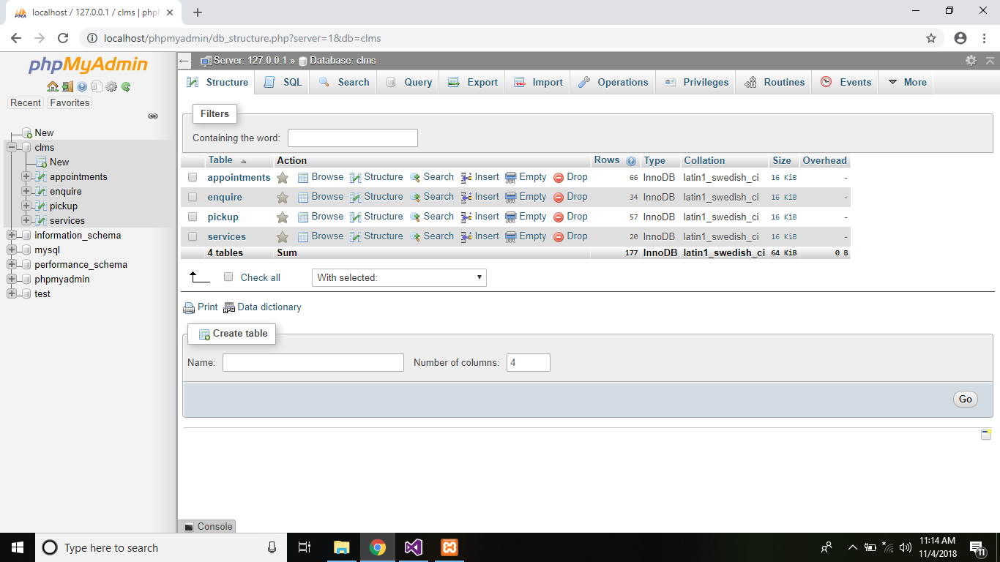 localhost / 127.0.0.1 / clms | php
localhost/phpmyadmin/db_structure.php?server=1&db=clms
phpMyAdmin
Recent Favorites
New
clms
New
appointments
enquire
pickup
services
information_schema
mysql
performance_schema
phpmyadmin
test
Server: 127.0.0.1 » Database: clms
Structure SQL Search Query Export Import Operations Privileges Routines Events More
Filters
Containing the word:
Table Action Rows Type Collation Size Overhead
appointments Browse Structure Search Insert Empty Drop 66 InnoDB latin1_swedish_ci 16 KiB -
enquire Browse Structure Search Insert Empty Drop 34 InnoDB latin1_swedish_ci 16 KiB -
pickup Browse Structure Search Insert Empty Drop 57 InnoDB latin1_swedish_ci 16 KiB -
services Browse Structure Search Insert Empty Drop 20 InnoDB latin1_swedish_ci 16 KiB -
4 tables Sum 177 InnoDB latin1_swedish_ci 64 KiB 0 B
Check all With selected:
Print Data dictionary
Create table
Name: Number of columns: 4
Go
Console
Type here to search
11:14 AM
11/4/2018
11